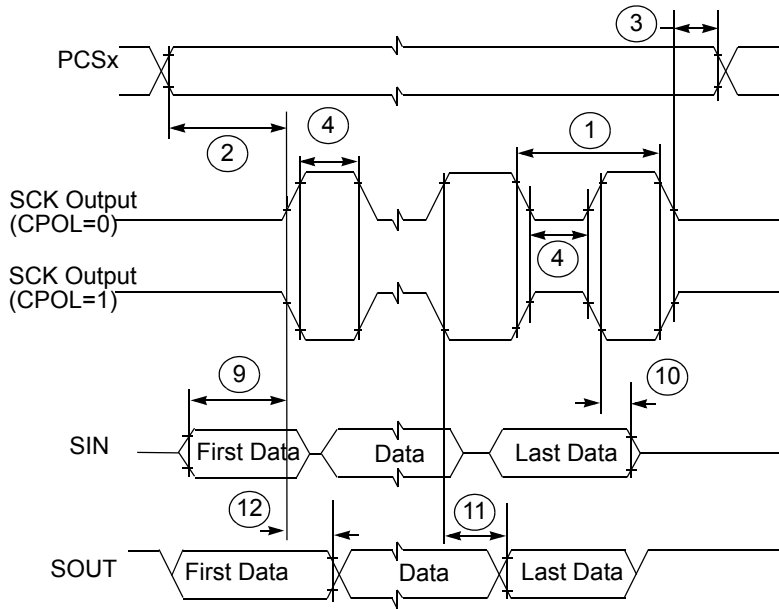 3
PCSx
2
4
1
SCK Output
(CPOL=0)
4
SCK Output
(CPOL=1)
9
10
SIN
First Data
Data
Last Data
12
11
SOUT
First Data
Data
Last Data